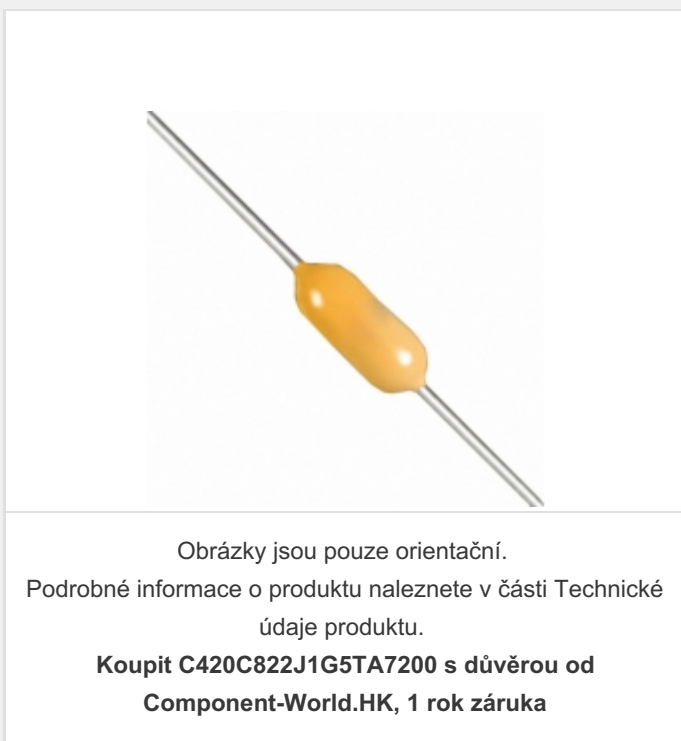 Obrázky jsou pouze orientační.
Podrobné informace o produktu naleznete v části Technické
údaje produktu.
Koupit C420C822J1G5TA7200 s důvěrou od
Component-World.HK, 1 rok záruka